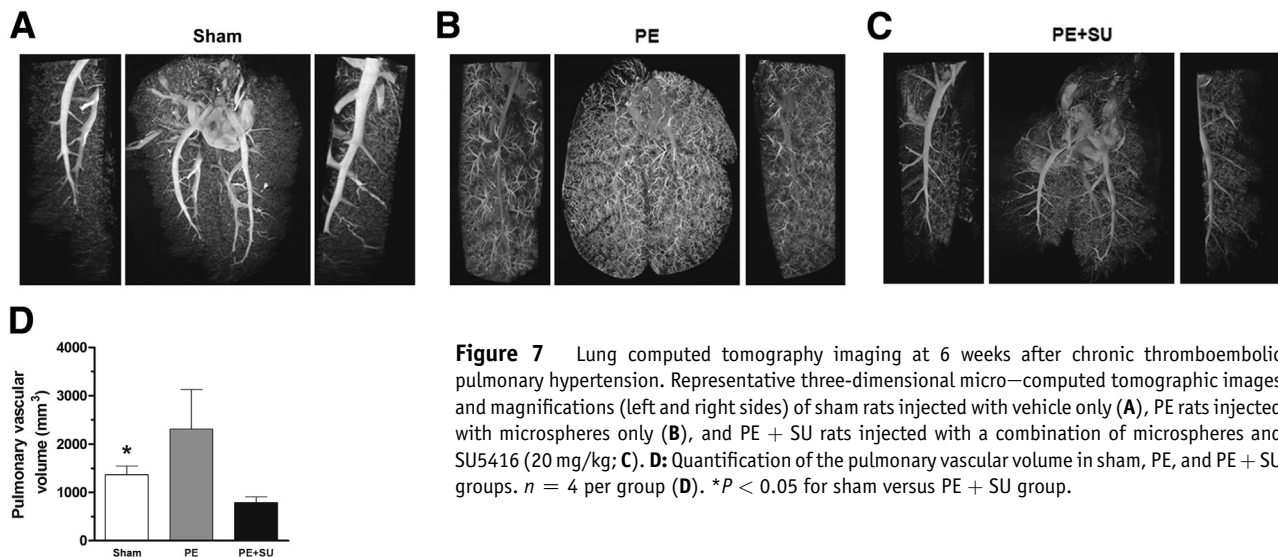 A
Sham
B
PE
C
PE+SU
D
Pulmonary vascular
volume (nm³)
4000
3000
2000
1000
0
*
Sham
PE
PE+SU
Figure 7 Lung computed tomography imaging at 6 weeks after chronic thromboembolic
pulmonary hypertension. Representative three-dimensional micro—computed tomographic images
and magnifications (left and right sides) of sham rats injected with vehicle only (A), PE rats injected
with microspheres only (B), and PE + SU rats injected with a combination of microspheres and
SU5416 (20 mg/kg; C). D: Quantification of the pulmonary vascular volume in sham, PE, and PE + SU
groups. n = 4 per group (D). *P < 0.05 for sham versus PE + SU group.